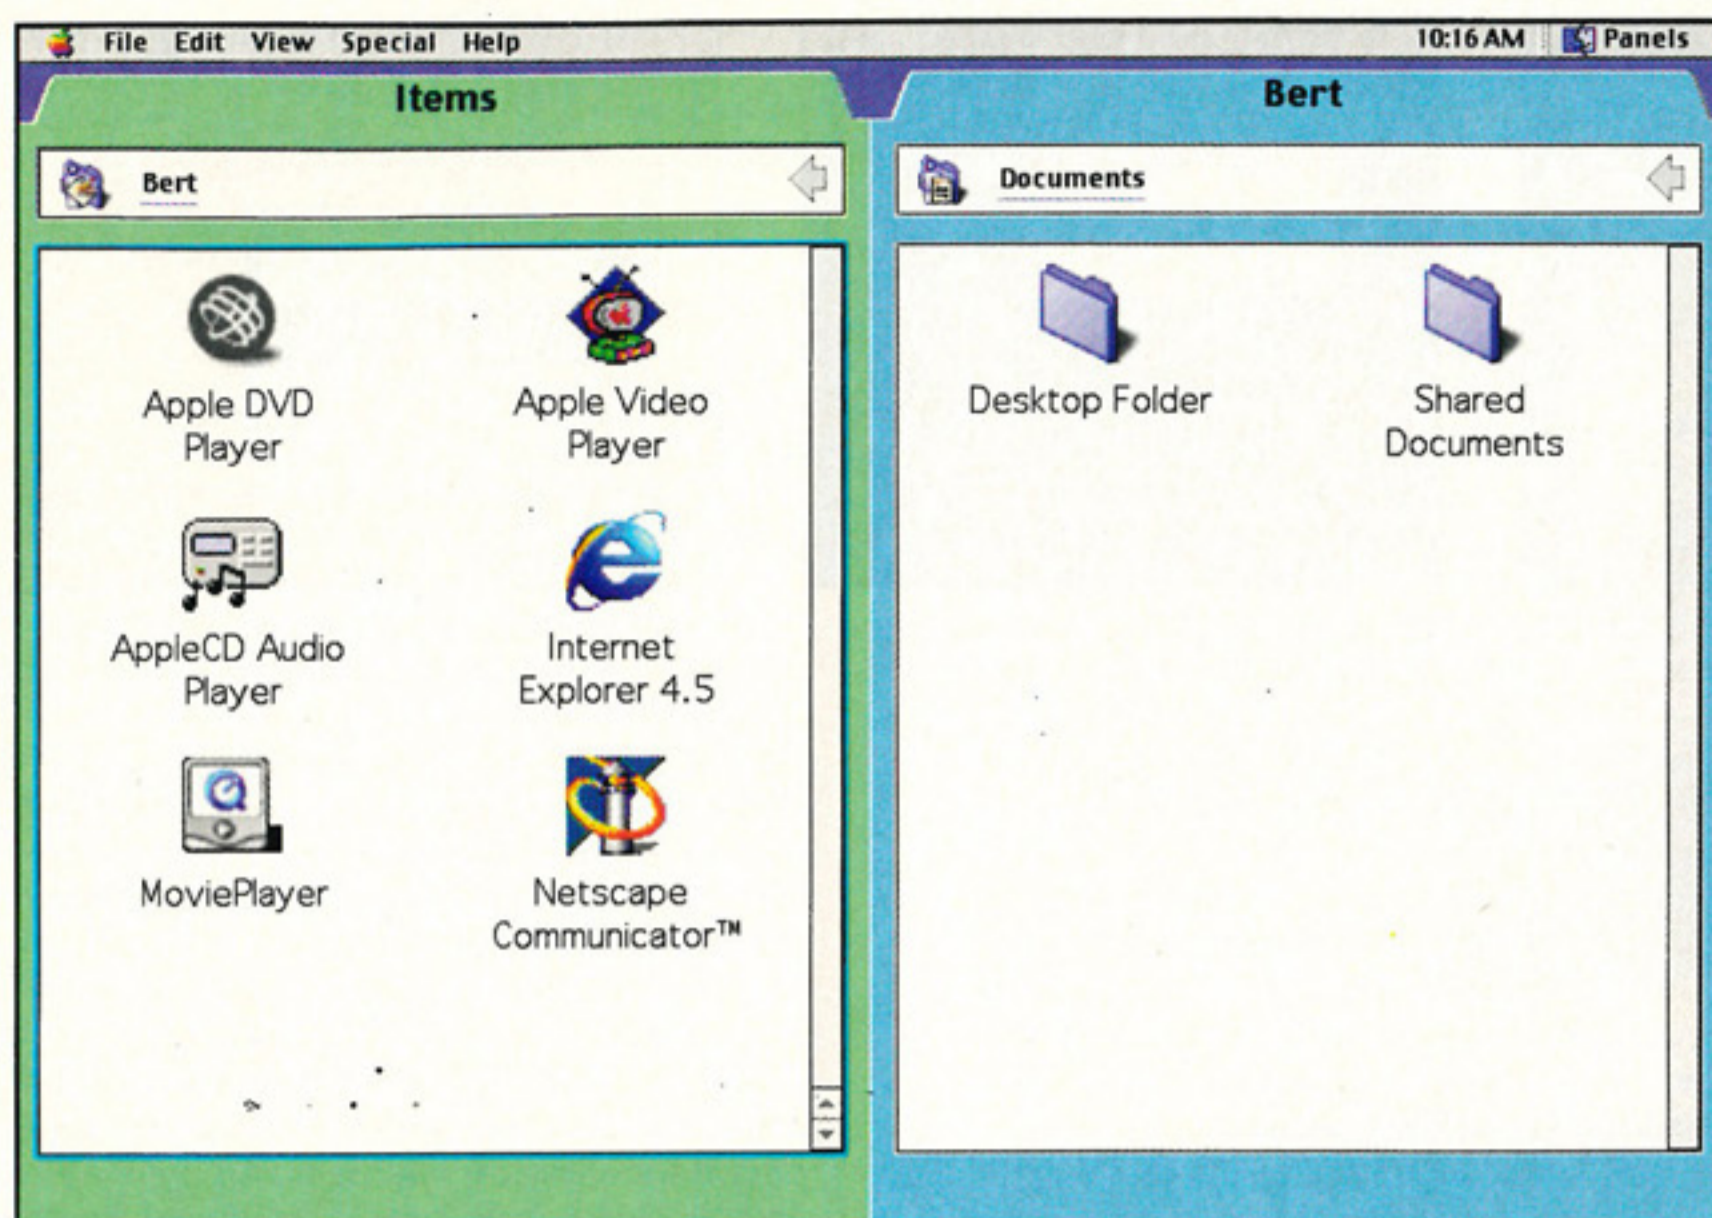 File Edit View Special Help 10:16 AM Panels
Items
Bert
Apple DVD
Player
Apple Video
Player
AppleCD Audio
Player
Internet
Explorer 4.5
MoviePlayer
Netscape
Communicator™
Bert
Documents
Desktop Folder
Shared
Documents